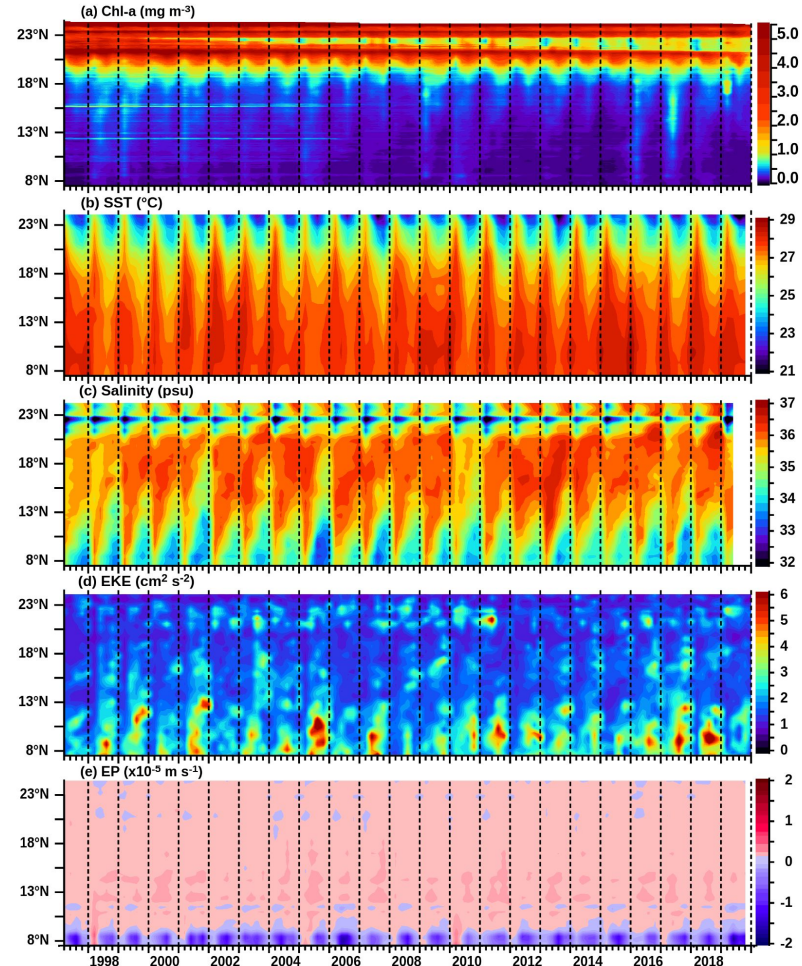 (a) Chl-a (mg m-3)
23°N
18°N
13°N
8°N
5.0
4.0
3.0
2.0
1.0
0.0
(b) SST (°C)
23°N
18°N
13°N
8°N
29
27
25
23
21
(c) Salinity (psu)
23°N
18°N
13°N
8°N
37
36
35
34
33
32
(d) EKE (cm2 s-2)
23°N
18°N
13°N
8°N
6
5
4
3
2
1
0
(e) EP (x10-5 m s-1)
23°N
18°N
13°N
8°N
2
1
0
-1
-2
1998 2000 2002 2004 2006 2008 2010 2012 2014 2016 2018